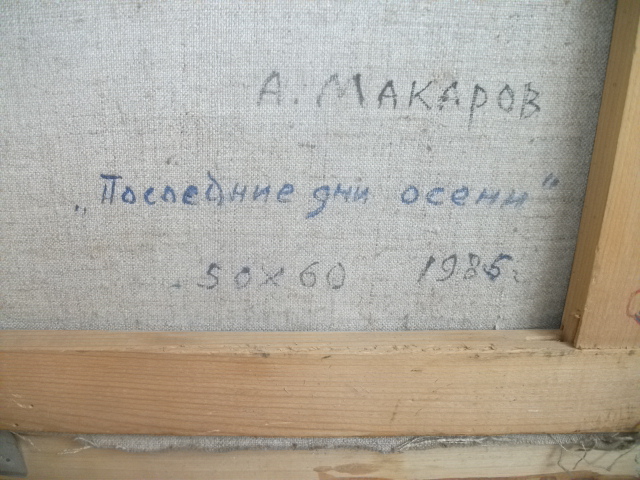 А. МАКАРОВ
„Последние дни осени“
50×60 1985г.